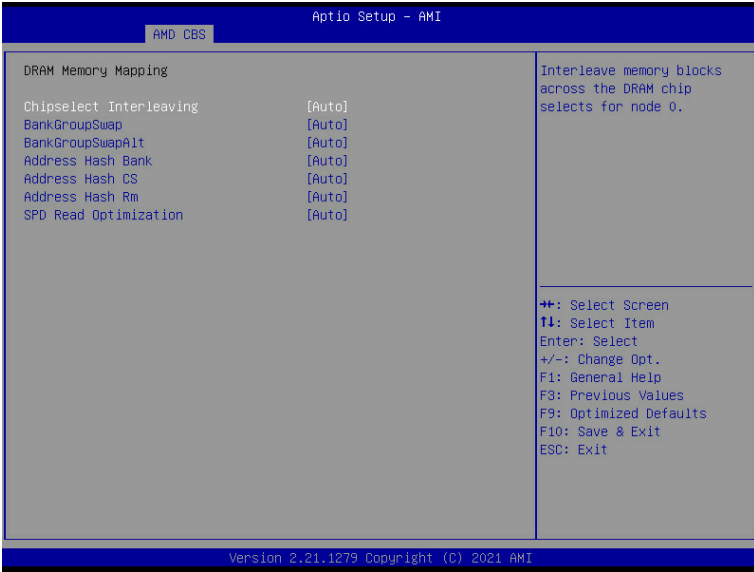 Aptio Setup - AMI
AMD CBS
DRAM Memory Mapping
Chipselect Interleaving [Auto]
BankGroupSwap [Auto]
BankGroupSwapAlt [Auto]
Address Hash Bank [Auto]
Address Hash CS [Auto]
Address Hash Rm [Auto]
SPD Read Optimization [Auto]
Interleave memory blocks
across the DRAM chip
selects for node 0.
→←: Select Screen
↑↓: Select Item
Enter: Select
+/-: Change Opt.
F1: General Help
F3: Previous Values
F9: Optimized Defaults
F10: Save & Exit
ESC: Exit
Version 2.21.1279 Copyright (C) 2021 AMI